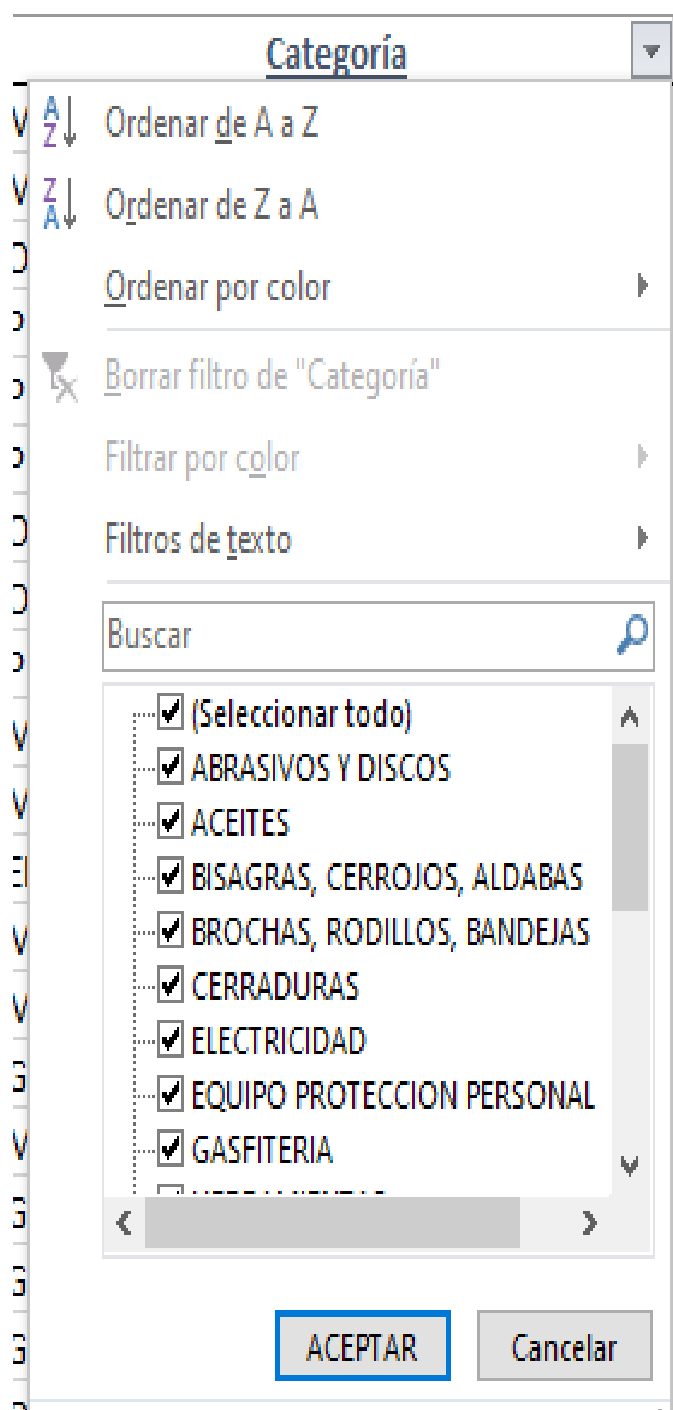 Categoría
Ordenar de A a Z
Ordenar de Z a A
Ordenar por color
Borrar filtro de "Categoría"
Filtrar por color
Filtros de texto
Buscar
(Seleccionar todo)
ABRASIVOS Y DISCOS
ACEITES
BISAGRAS, CERROJOS, ALDABAS
BROCHAS, RODILLOS, BANDEJAS
CERRADURAS
ELECTRICIDAD
EQUIPO PROTECCION PERSONAL
GASFITERIA
ACEPTAR
Cancelar